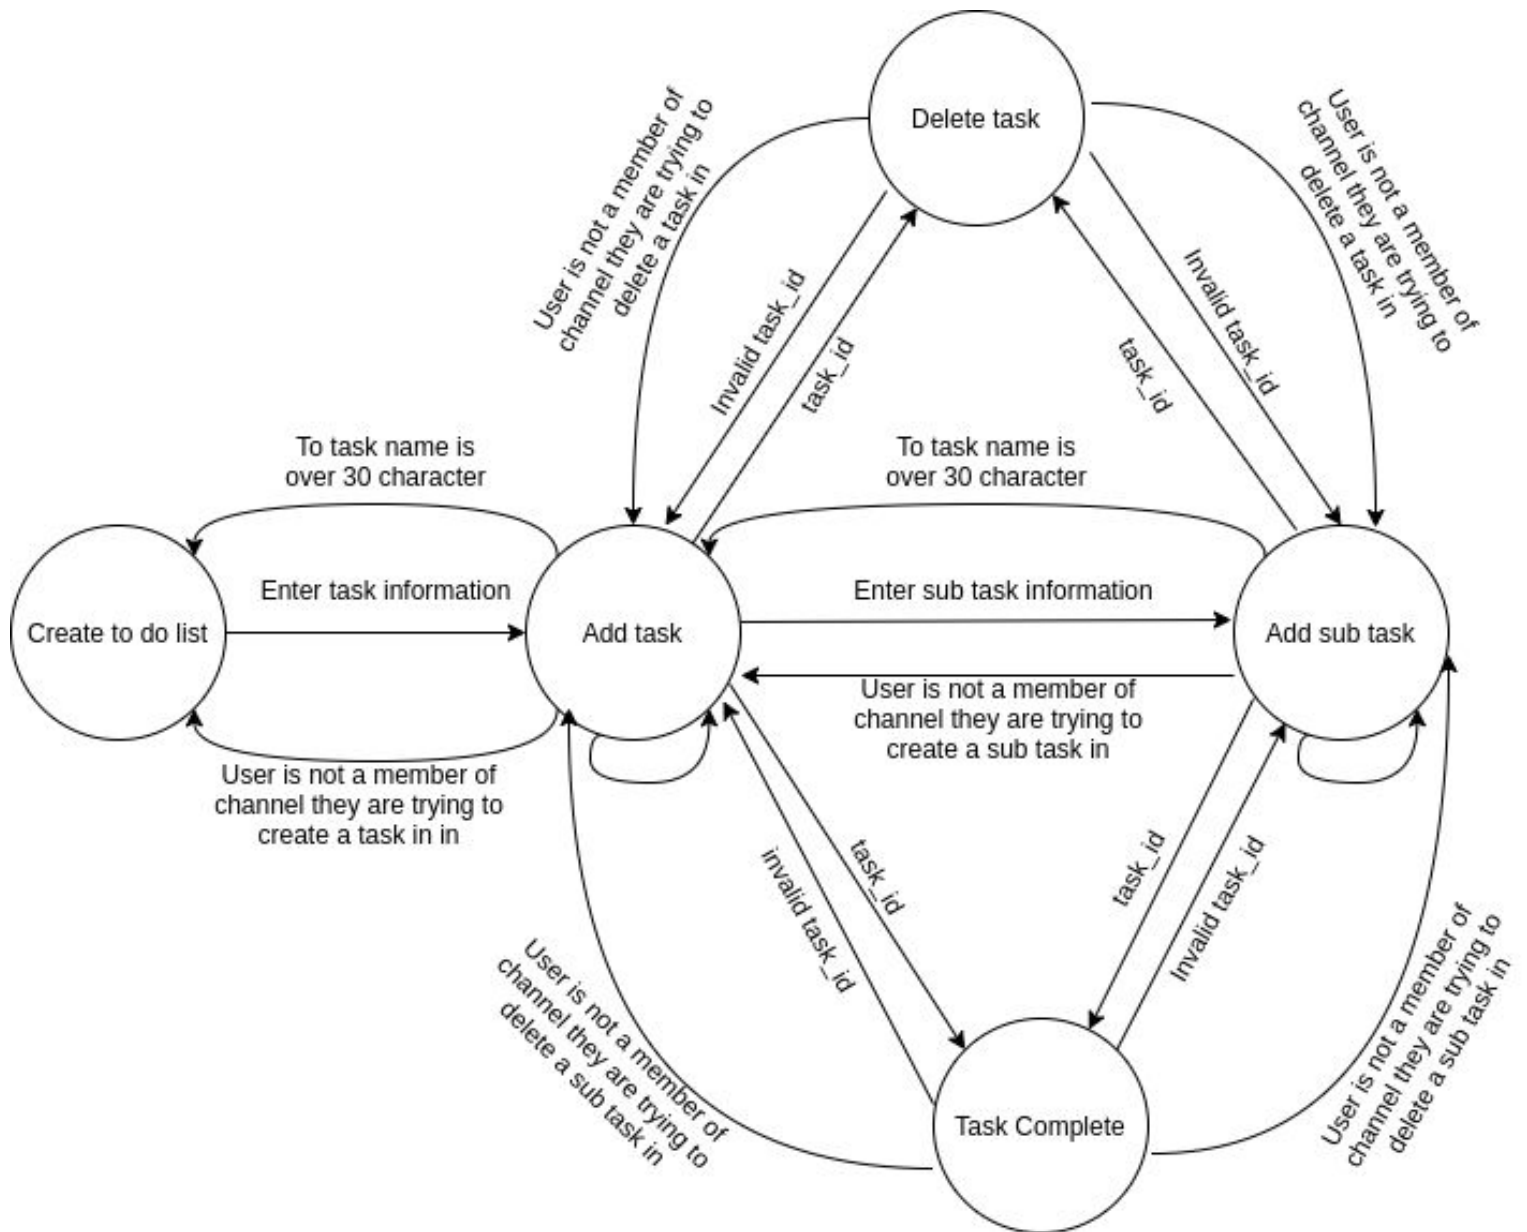 Delete task
User is not a member of
channel they are trying to
delete a task in
User is not a member of
channel they are trying to
delete a task in
Invalid task_id
task_id
task_id
Invalid task_id
To task name is
over 30 character
To task name is
over 30 character
Create to do list
Enter task information
Add task
Enter sub task information
Add sub task
User is not a member of
channel they are trying to
create a task in in
User is not a member of
channel they are trying to
create a sub task in
invalid task_id
task_id
task_id
Invalid task_id
User is not a member of
channel they are trying to
delete a sub task in
Task Complete
User is not a member of
channel they are trying to
delete a sub task in